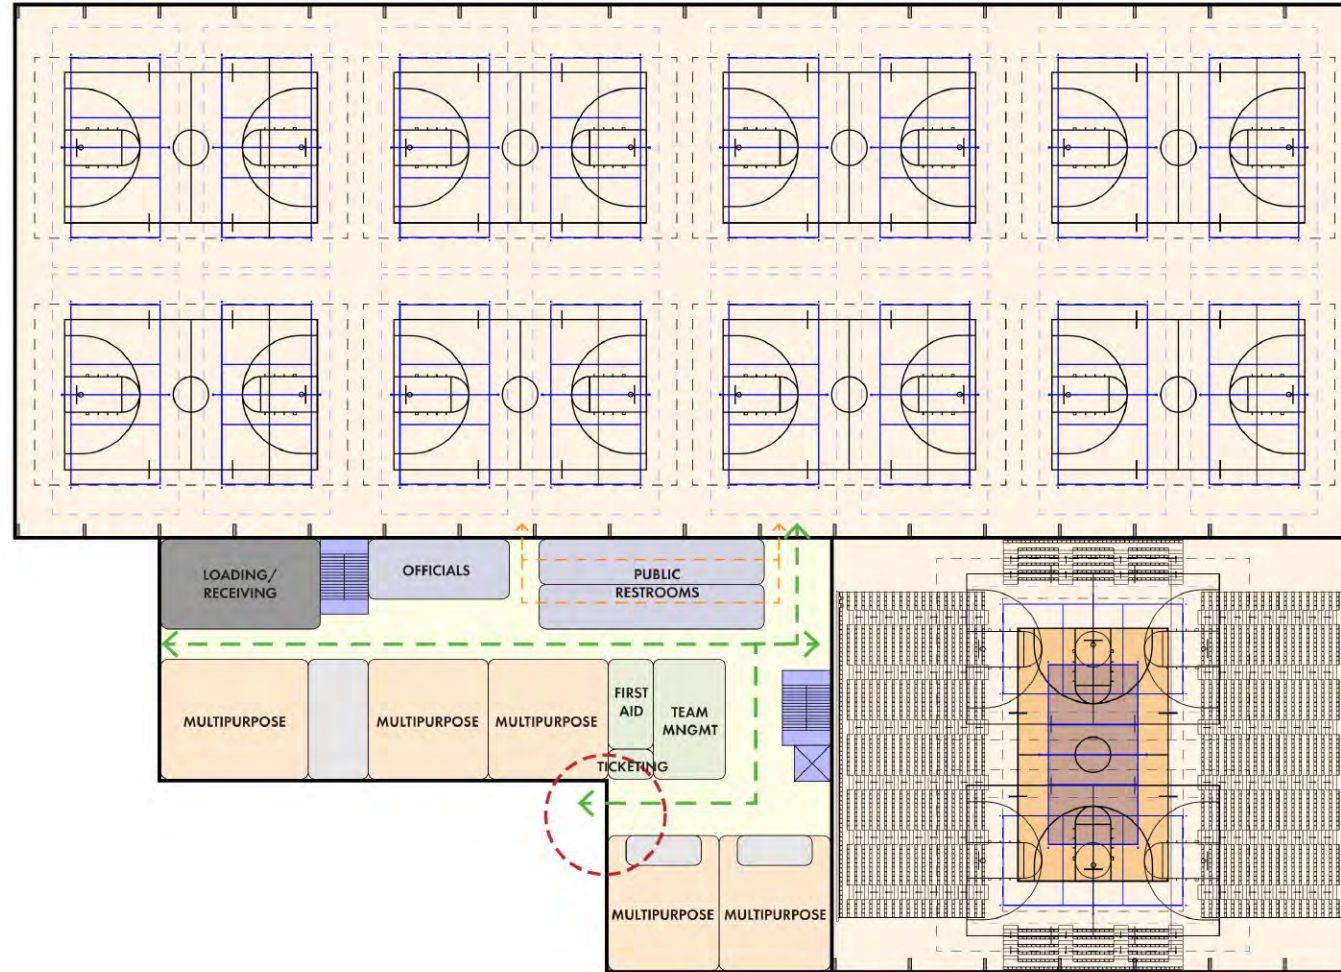 LOADING/
RECEIVING
OFFICIALS
PUBLIC
RESTROOMS
MULTIPURPOSE
MULTIPURPOSE
MULTIPURPOSE
FIRST
AID
TEAM
MNGMT
TICKETING
MULTIPURPOSE
MULTIPURPOSE